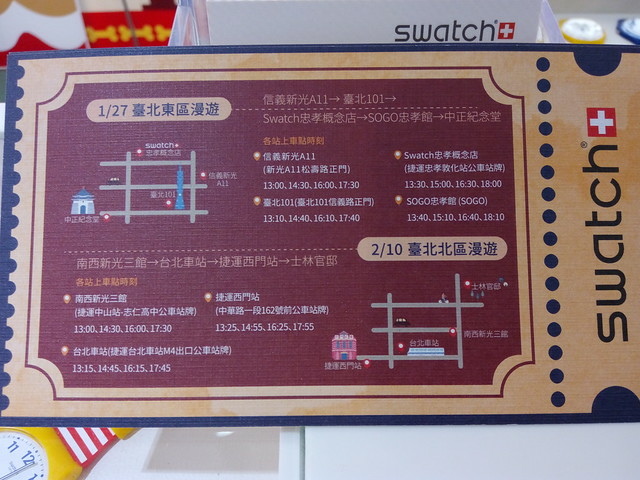 swatch
1/27 臺北東區漫遊
信義新光A11→ 臺北101→
Swatch忠孝概念店→SOGO忠孝館→中正紀念堂
各站上車點時刻
信義新光A11
(新光A11松壽路正門)
13:00, 14:30, 16:00, 17:30
臺北101(臺北101信義路正門)
13:10, 14:40, 16:10, 17:40
Swatch忠孝概念店
(捷運忠孝敦化站公車站牌)
13:30, 15:00, 16:30, 18:00
SOGO忠孝館 (SOGO)
13:40, 15:10, 16:40, 18:10
swatch
忠孝概念店
信義新光
A11
臺北101
中正紀念堂
2/10 臺北北區漫遊
南西新光三館→台北車站→捷運西門站→士林官邸
各站上車點時刻
南西新光三館
(捷運中山站-志仁高中公車站牌)
13:00, 14:30, 16:00, 17:30
捷運西門站
(中華路一段162號前公車站牌)
13:25, 14:55, 16:25, 17:55
台北車站(捷運台北車站M4出口公車站牌)
13:15, 14:45, 16:15, 17:45
士林官邸
南西新光三館
台北車站
捷運西門站
swatch®
11
12